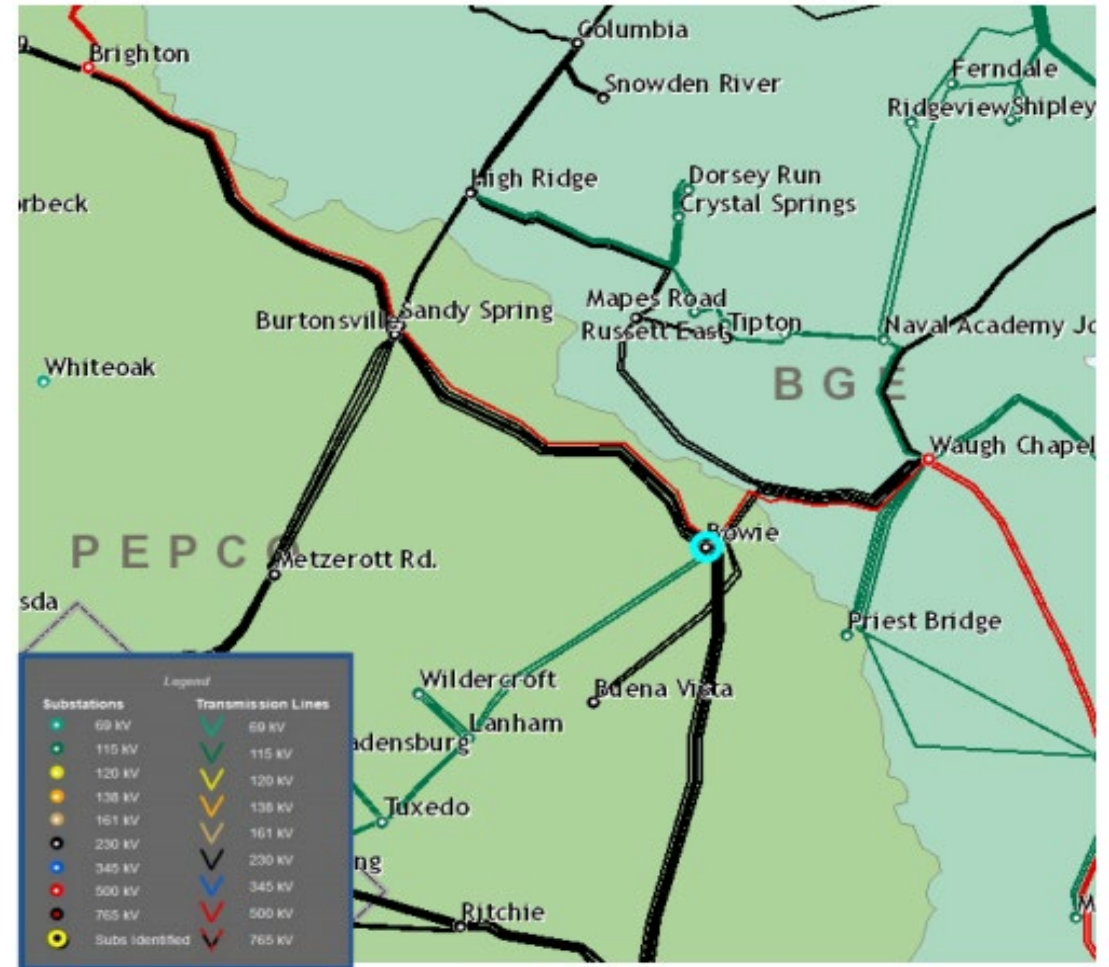 Columbia
Brighton
Ferndale
Snowden River
Ridgeview
Shipley
High Ridge
Dorsey Run
Crystal Springs
rbeck
Mapes Road
Sandy Spring
Burtonsville
Russett East
Tipton
Naval Academy Jc
Whiteoak
BGE
Waugh Chapel
Bowie
PEPCO
Metzerott Rd.
sda
Priest Bridge
Wildercroft
Buena Vista
Lanham
adensburg
Tuxedo
ng
Ritchie
M
Legend
Substations Transmission Lines
69 kV 69 kV
115 kV 115 kV
120 kV 120 kV
138 kV 138 kV
161 kV 161 kV
230 kV 230 kV
345 kV 345 kV
500 kV 500 kV
765 kV 765 kV
Subs Identified